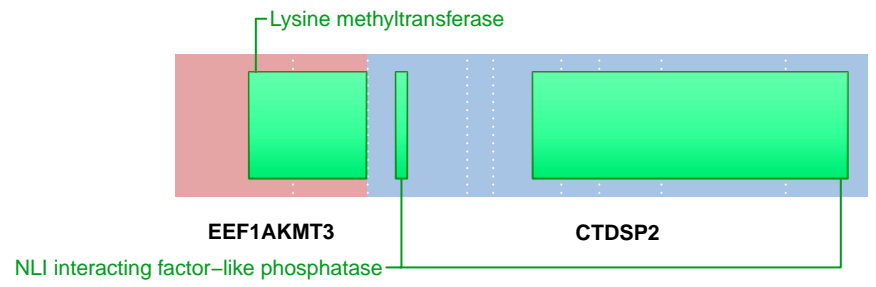 Lysine methyltransferase
EEF1AKMT3 CTDSP2
NLI interacting factor−like phosphatase